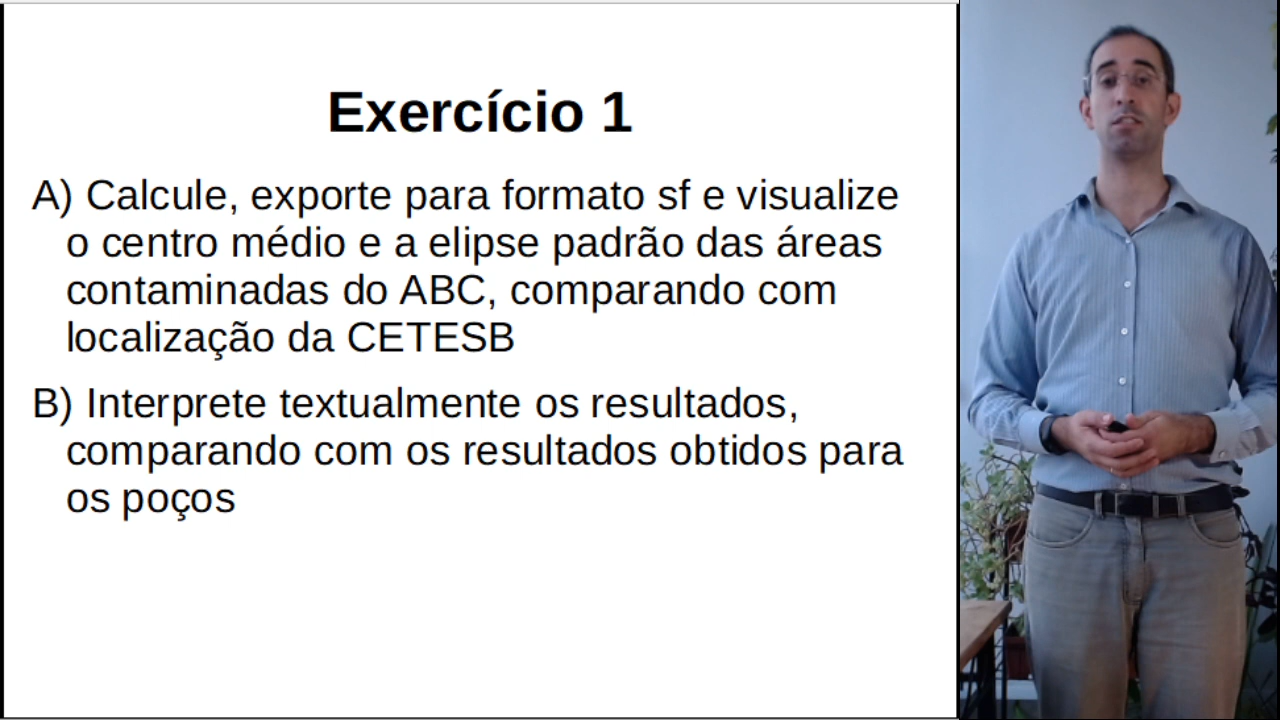 Exercício 1
A) Calcule, exporte para formato sf e visualize
o centro médio e a elipse padrão das áreas
contaminadas do ABC, comparando com
localização da CETESB
B) Interprete textualmente os resultados,
comparando com os resultados obtidos para
os poços